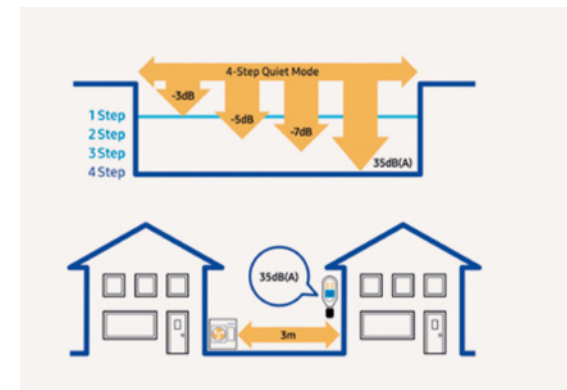 4-Step Quiet Mode
-3dB
-5dB
-7dB
35dB(A)
1 Step
2 Step
3 Step
4 Step
35dB(A)
3m